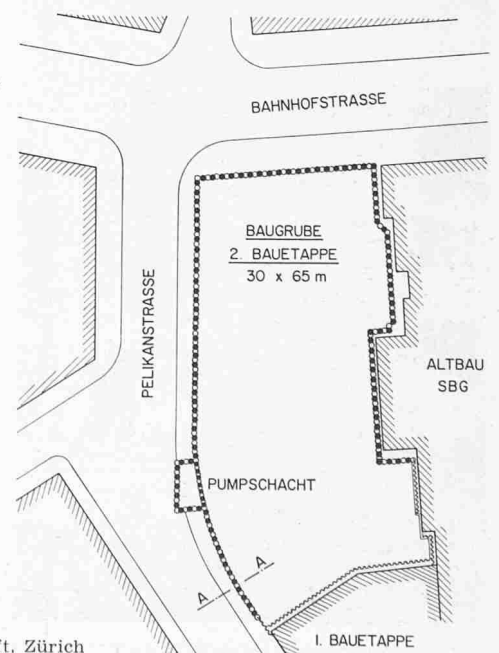 BAHNHOFSTRASSE
BAUGRUBE
2. BAUETAPPE
30 x 65 m
PELIKANSTRASSE
ALTBAU
SBG
PUMPSCHACHT
A
A
I. BAUETAPPE
ft. Zürich